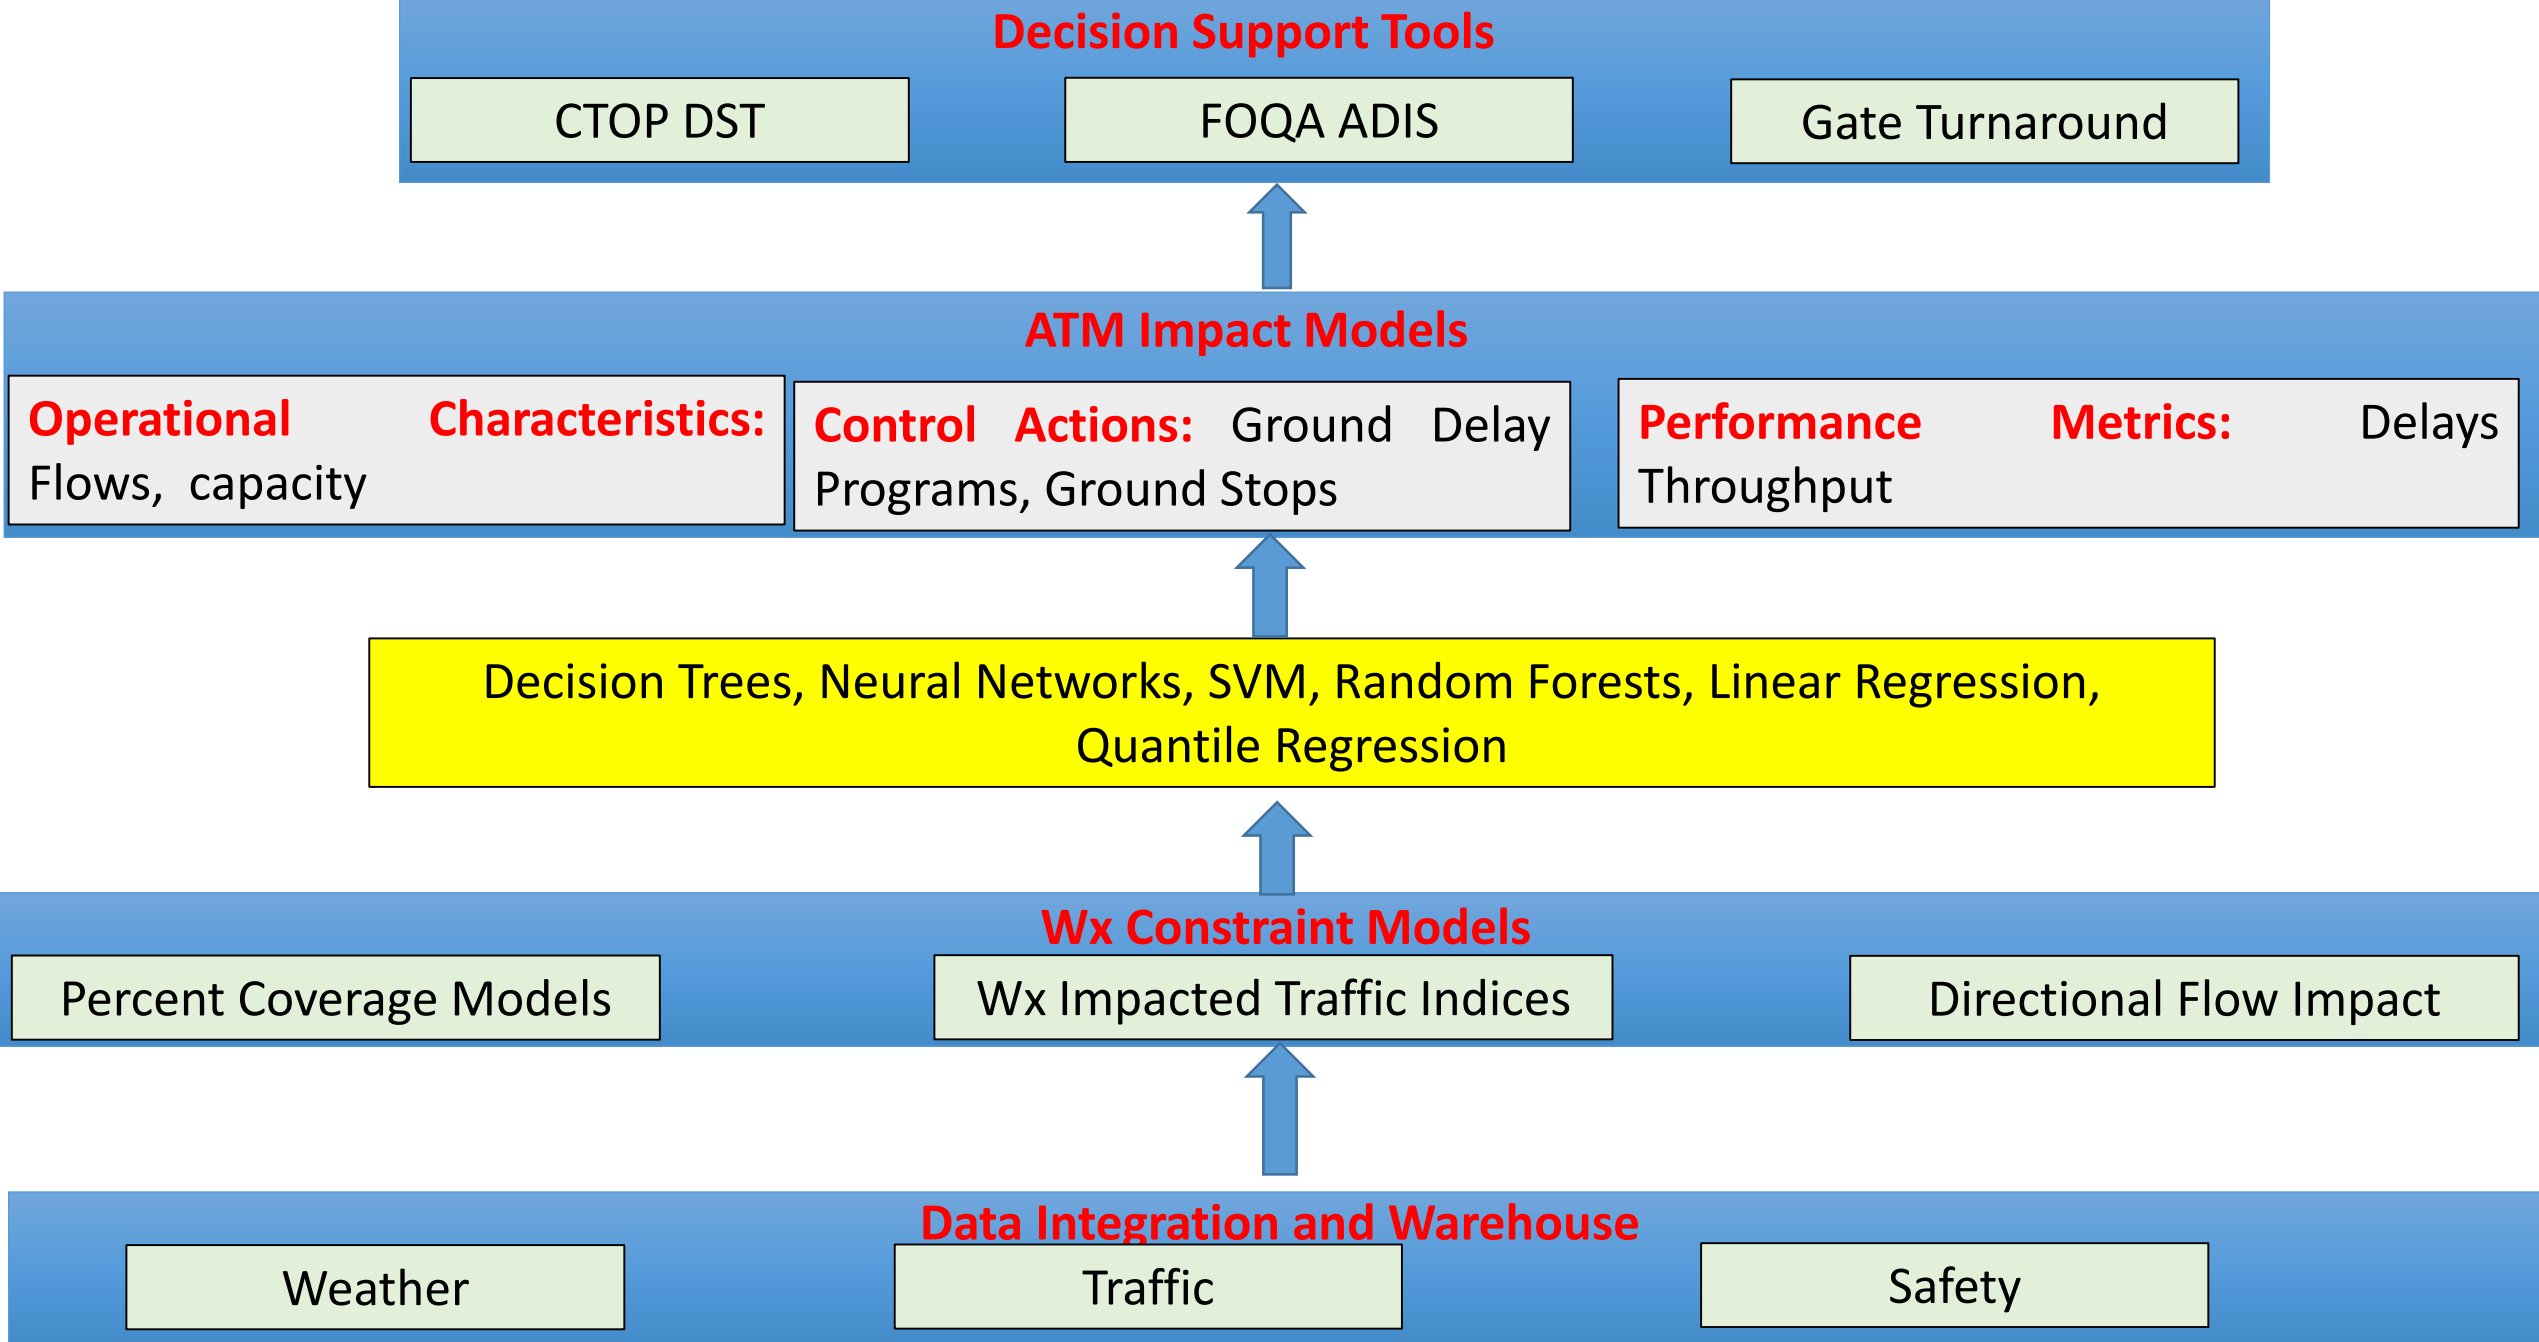 Decision Support Tools
CTOP DST
FOQA ADIS
Gate Turnaround
ATM Impact Models
Operational Characteristics:
Flows, capacity
Control Actions: Ground Delay
Programs, Ground Stops
Performance Metrics: Delays
Throughput
Decision Trees, Neural Networks, SVM, Random Forests, Linear Regression,
Quantile Regression
Wx Constraint Models
Percent Coverage Models
Wx Impacted Traffic Indices
Directional Flow Impact
Data Integration and Warehouse
Weather
Traffic
Safety